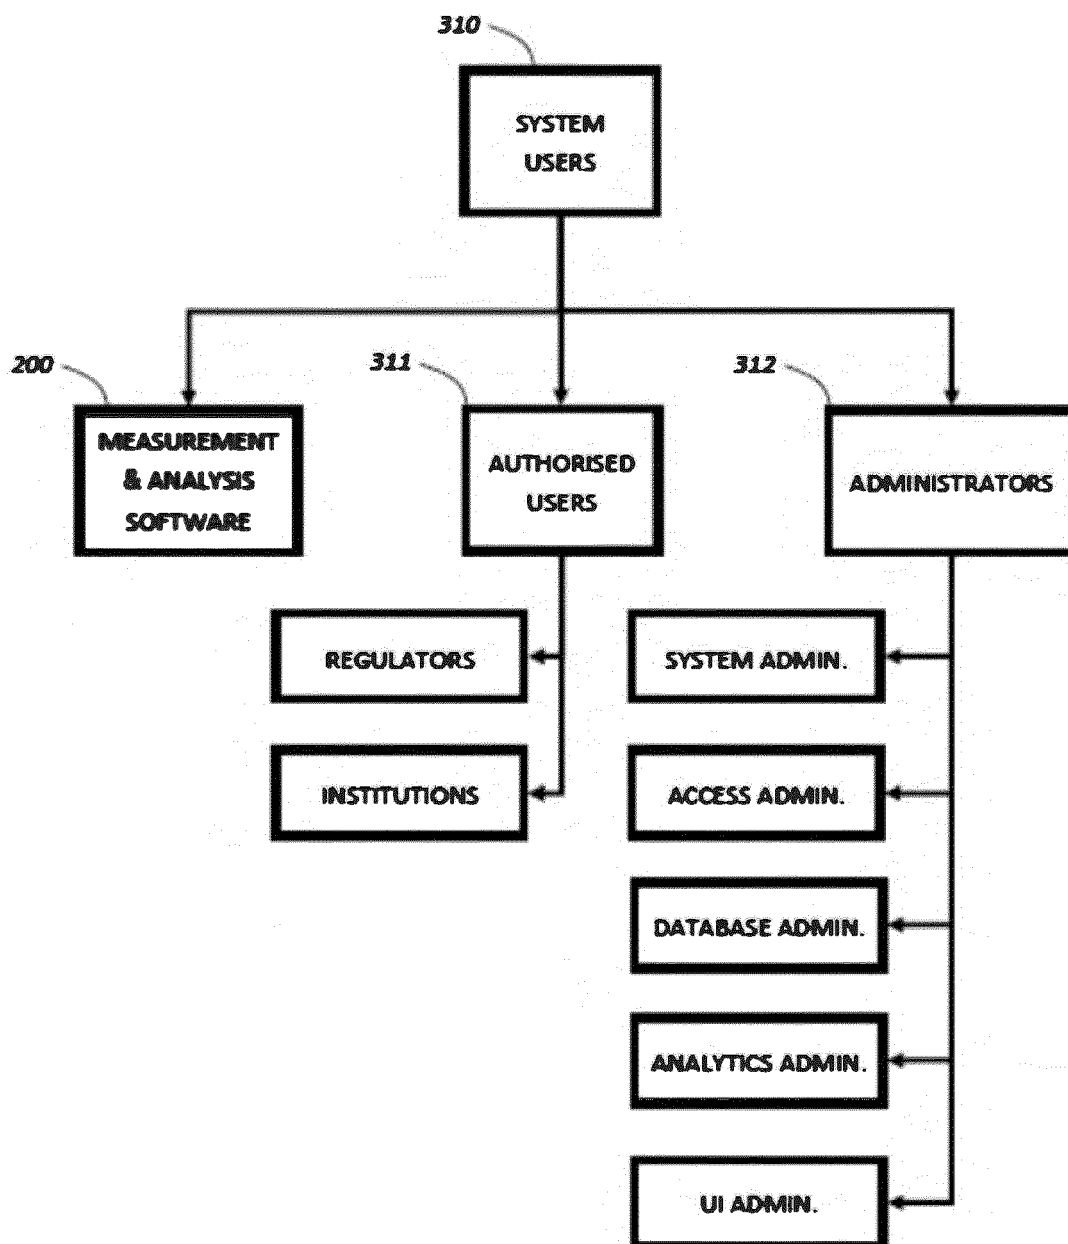 310
SYSTEM
USERS
200
311
312
MEASUREMENT
& ANALYSIS
SOFTWARE
AUTHORISED
USERS
ADMINISTRATORS
REGULATORS
SYSTEM ADMIN.
INSTITUTIONS
ACCESS ADMIN.
DATABASE ADMIN.
ANALYTICS ADMIN.
UI ADMIN.